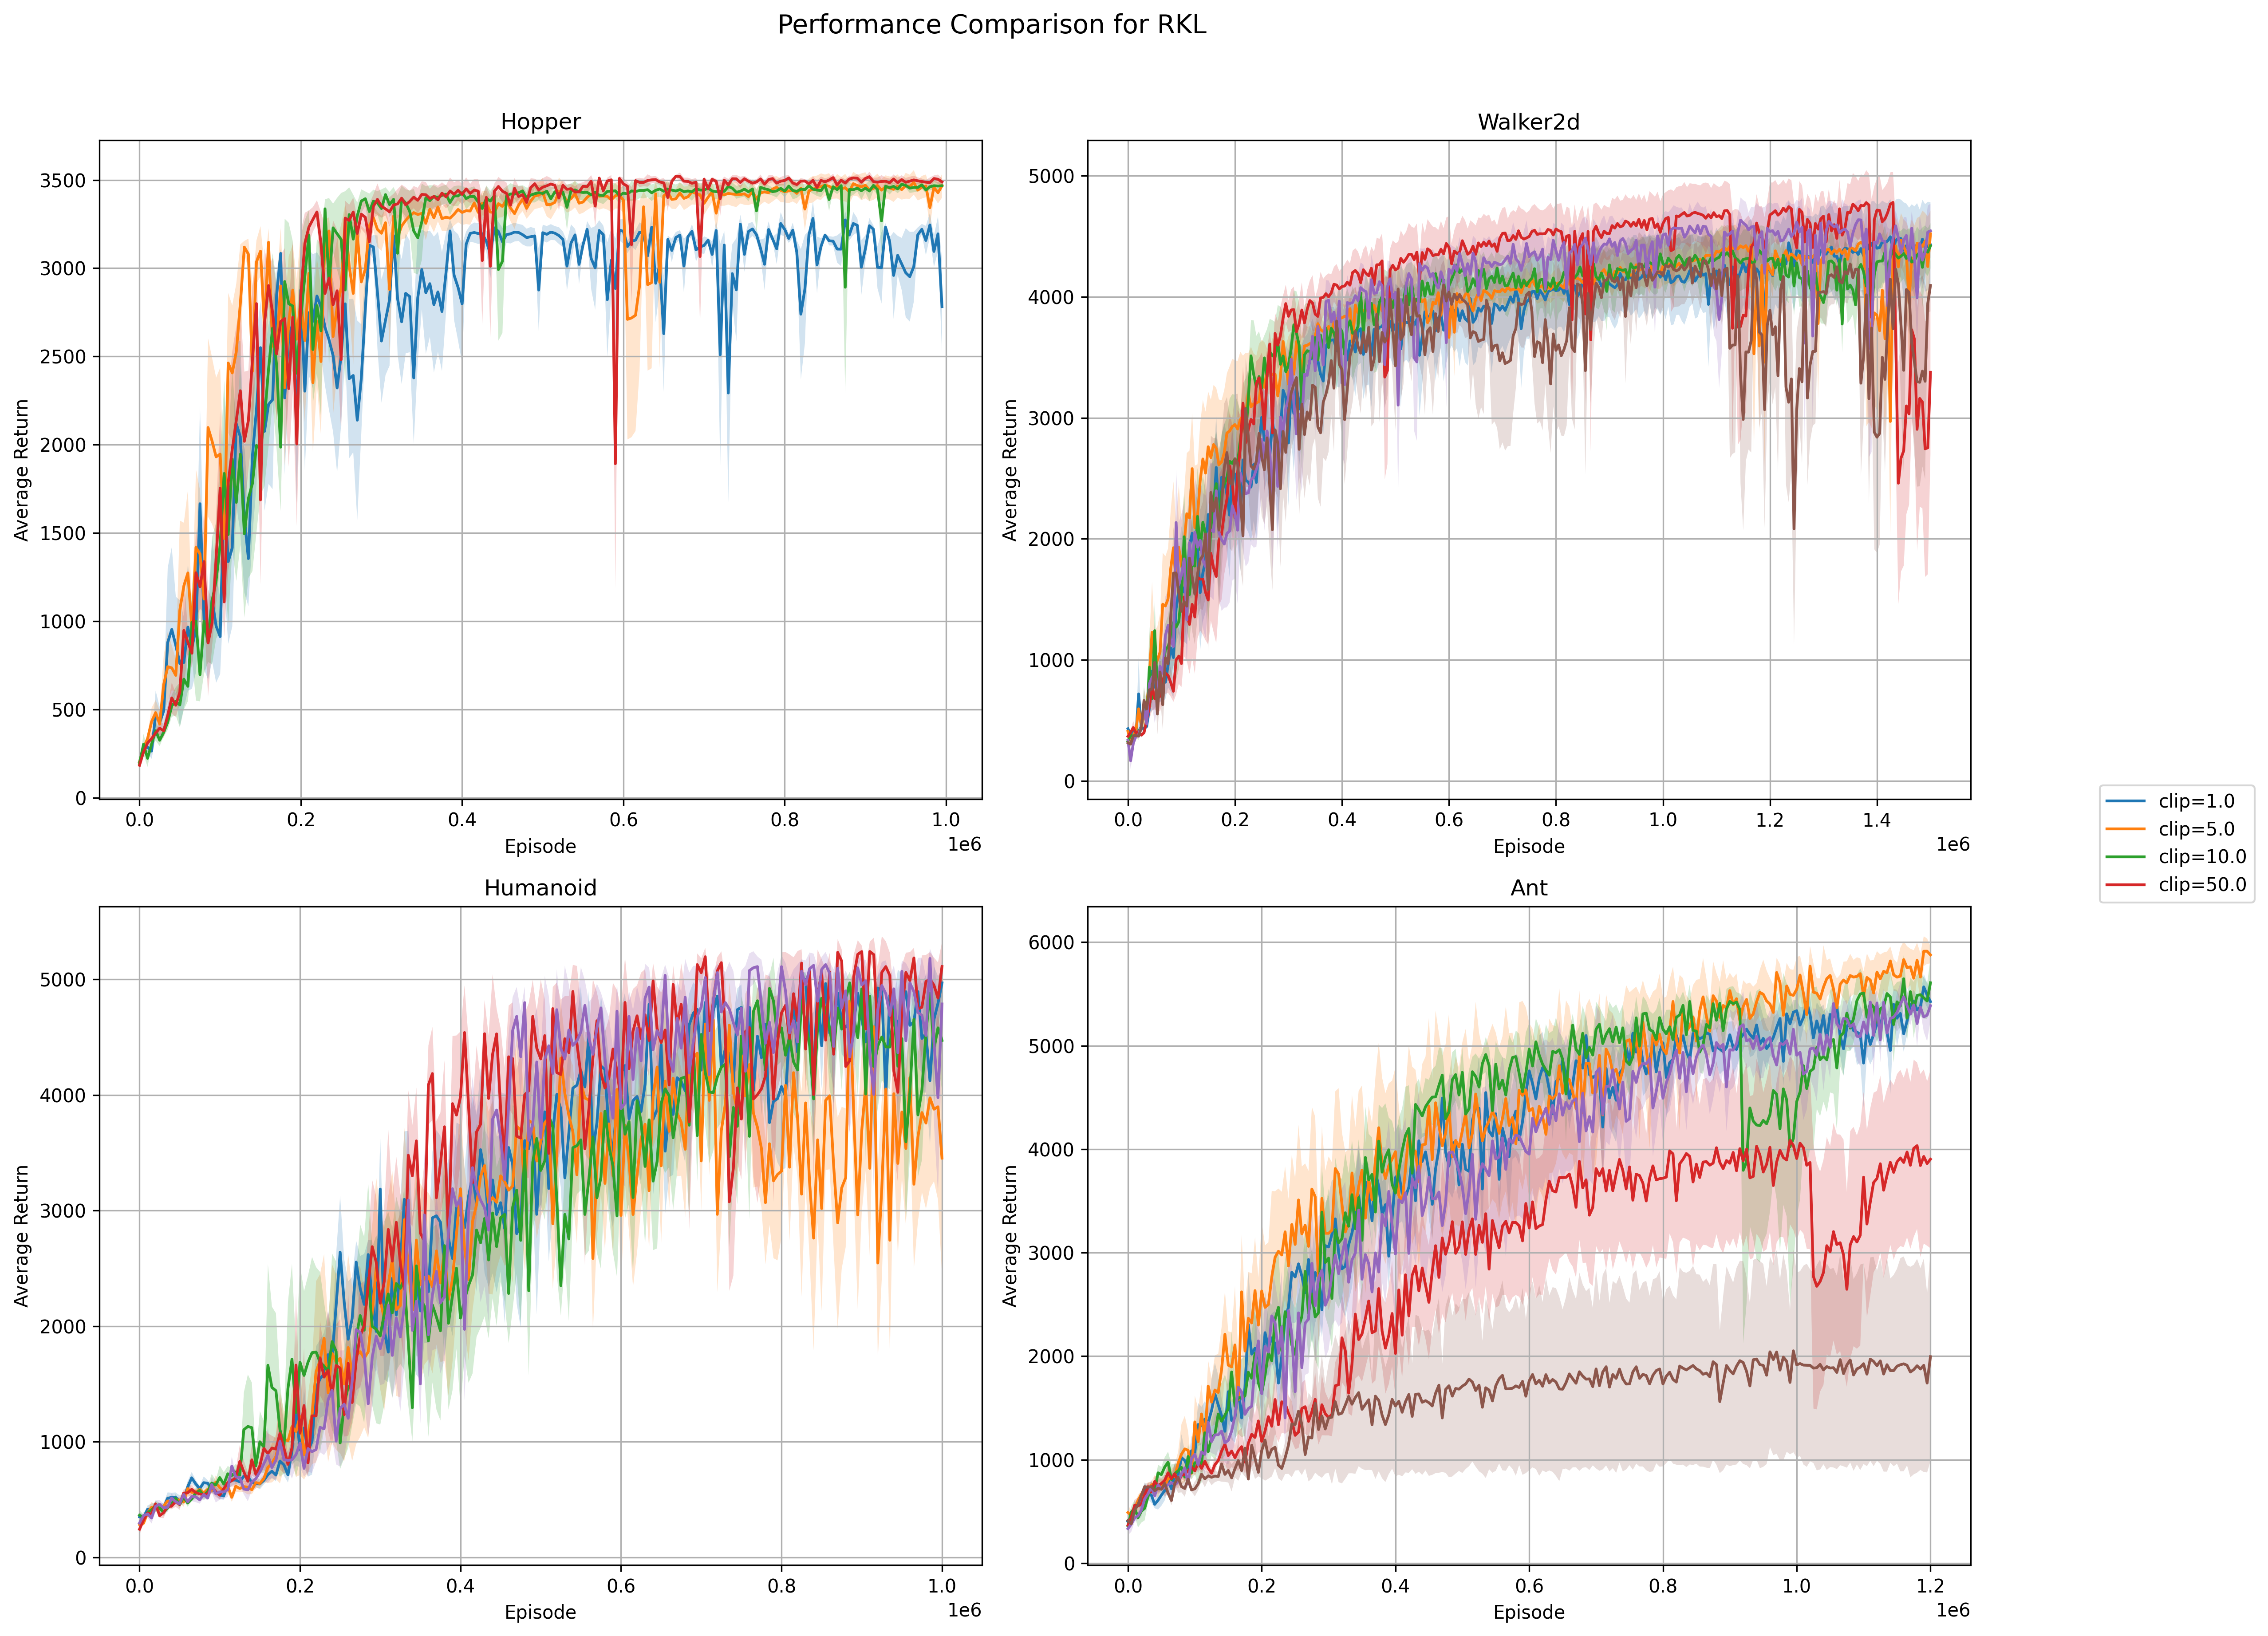 Performance Comparison for RKL
Hopper
3500
3000
2500
2000
1500
1000
500
0
Average Return
0.0 0.2 0.4 0.6 0.8 1.0
1e6
Episode
Walker2d
5000
4000
3000
2000
1000
0
Average Return
0.0 0.2 0.4 0.6 0.8 1.0 1.2 1.4
1e6
Episode
clip=1.0
clip=5.0
clip=10.0
clip=50.0
Humanoid
5000
4000
3000
2000
1000
0
Average Return
0.0 0.2 0.4 0.6 0.8 1.0
1e6
Episode
Ant
6000
5000
4000
3000
2000
1000
0
Average Return
0.0 0.2 0.4 0.6 0.8 1.0 1.2
1e6
Episode